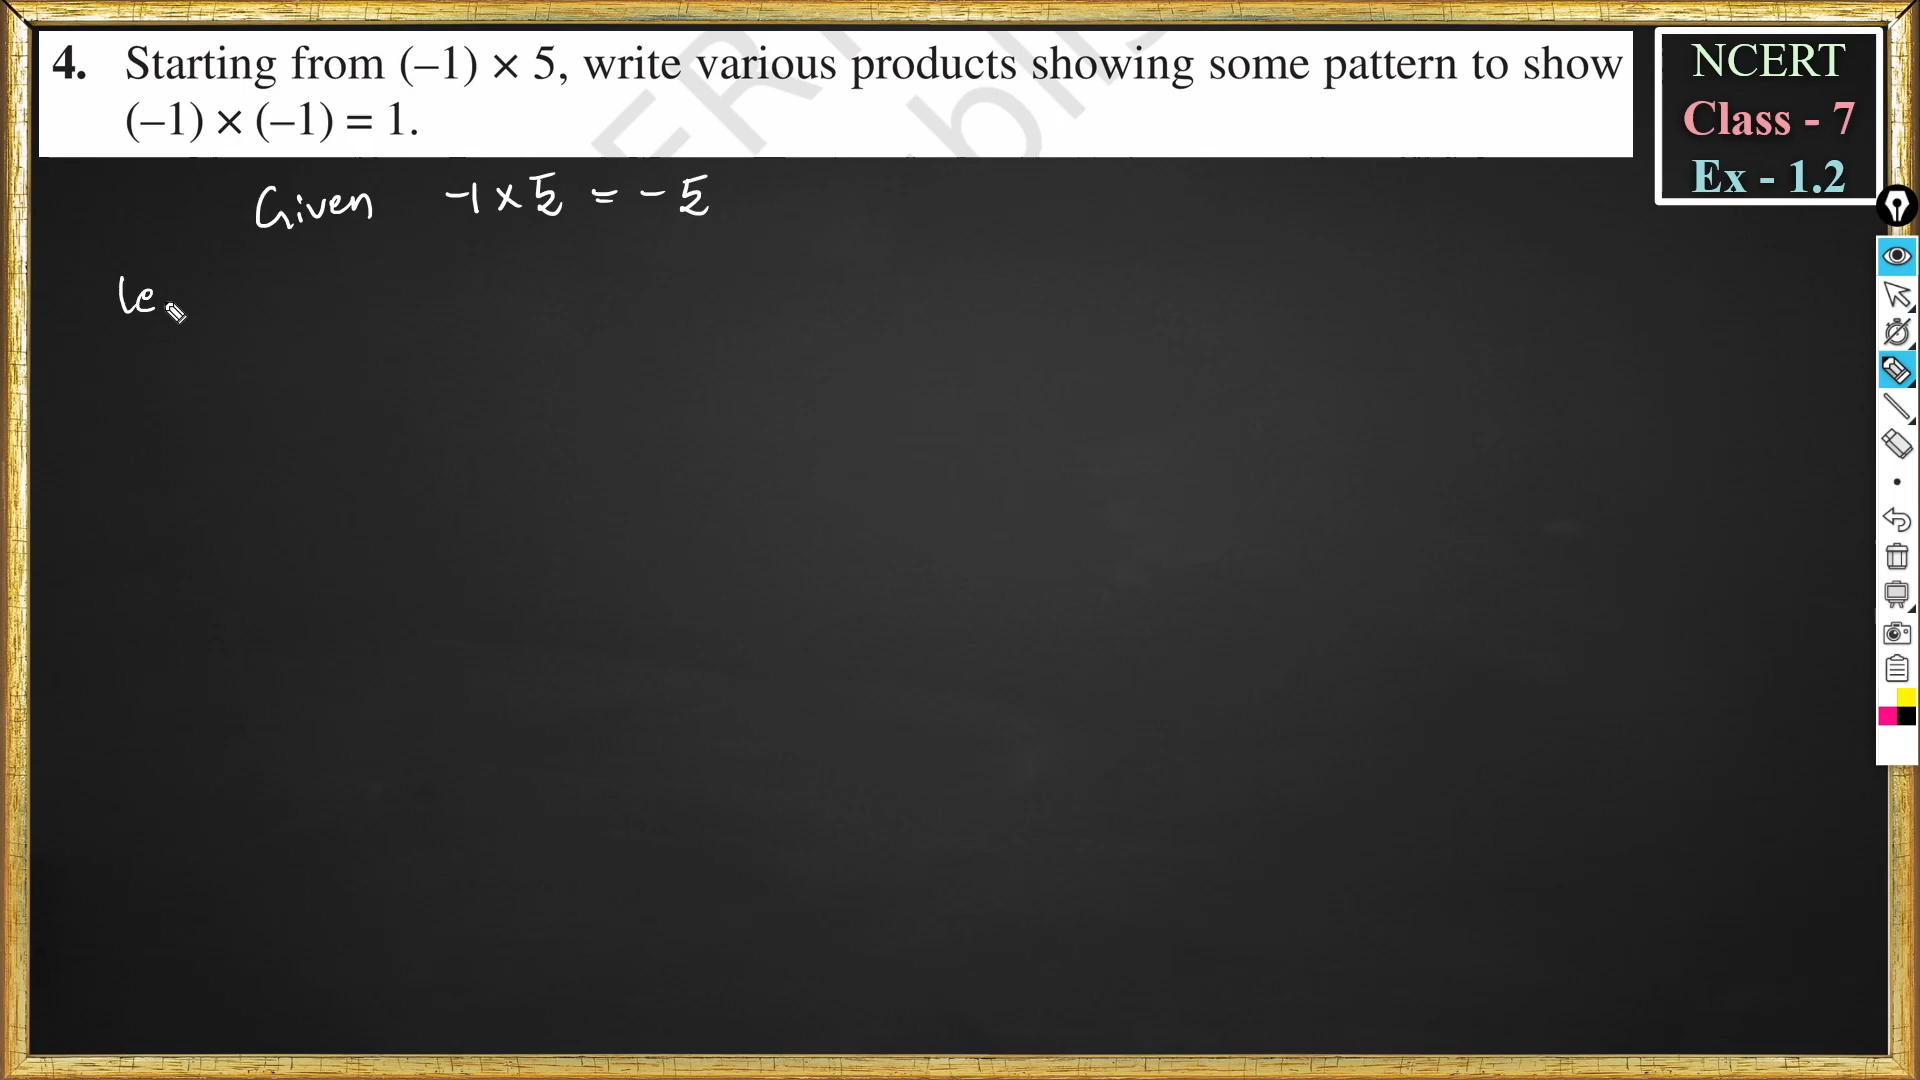 4. Starting from (–1) × 5, write various products showing some pattern to show
(–1) × (–1) = 1.
NCERT
Class - 7
Ex - 1.2
Given -1 × 5 = - 5
le